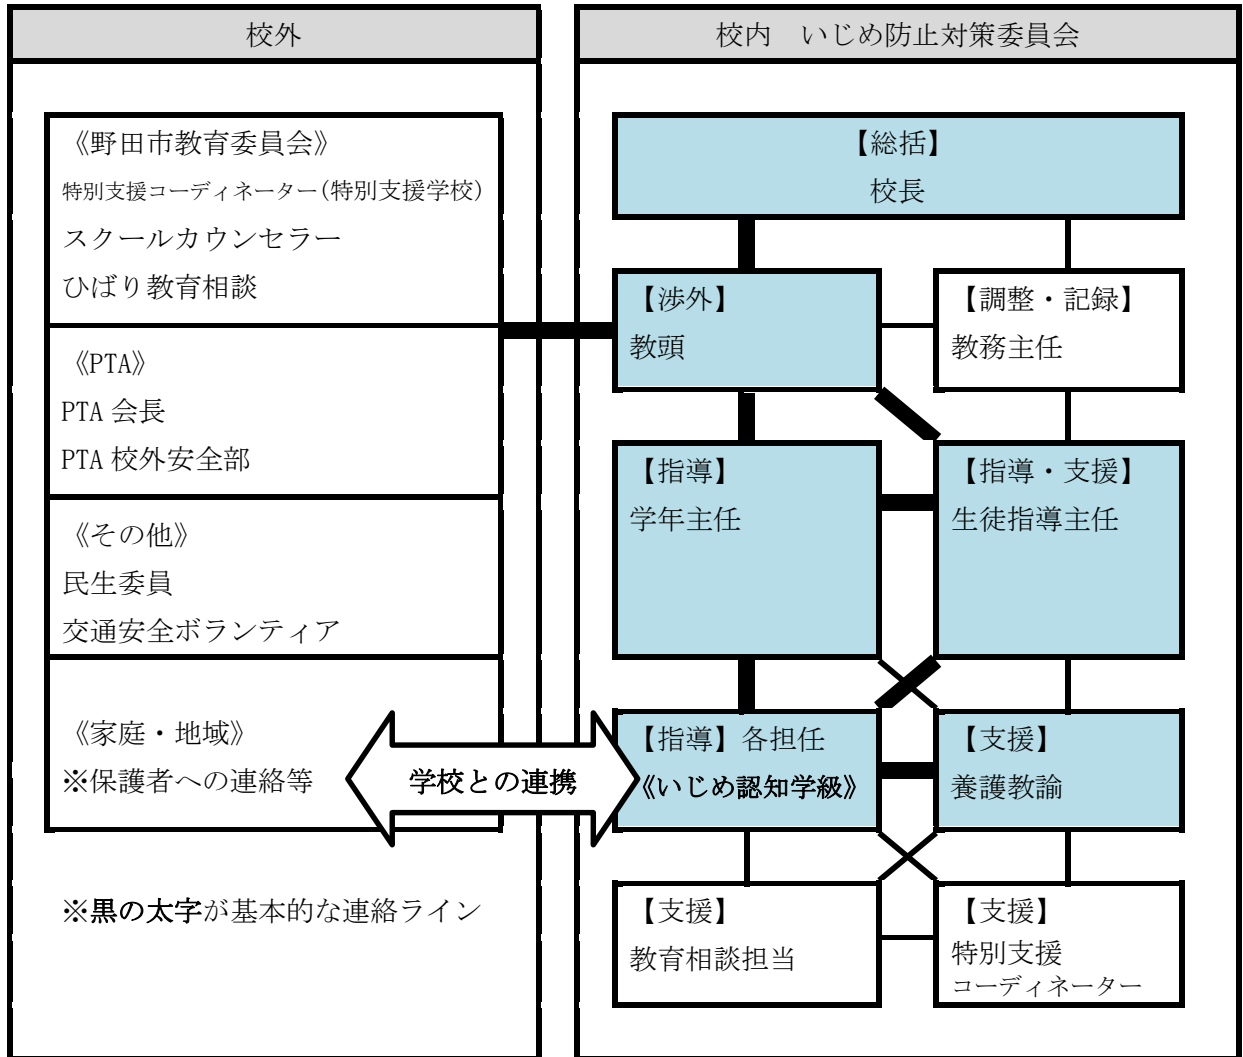 校外
《野田市教育委員会》
特別支援コーディネーター(特別支援学校)
スクールカウンセラー
ひばり教育相談
《PTA》
PTA 会長
PTA 校外安全部
《その他》
民生委員
交通安全ボランティア
《家庭・地域》
※保護者への連絡等
学校との連携
※黒の太字が基本的な連絡ライン
校内　いじめ防止対策委員会
【総括】
校長
【渉外】
教頭
【調整・記録】
教務主任
【指導】
学年主任
【指導・支援】
生徒指導主任
【指導】各担任
《いじめ認知学級》
【支援】
養護教諭
【支援】
教育相談担当
【支援】
特別支援
コーディネーター